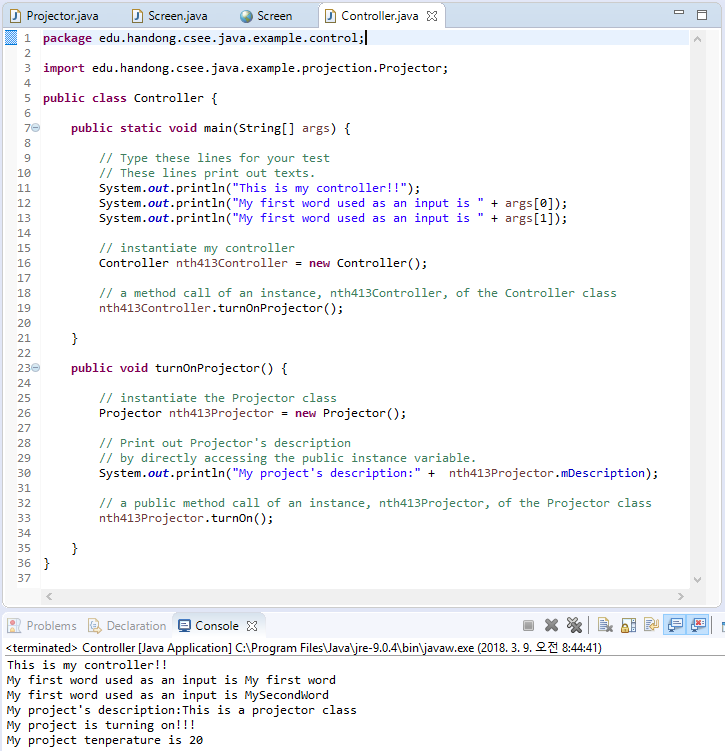 Projector.java Screen.java Screen Controller.java
1 package edu.handong.csee.java.example.control;
2
3 import edu.handong.csee.java.example.projection.Projector;
4
5 public class Controller {
6
7 public static void main(String[] args) {
8
9 // Type these lines for your test
10 // These lines print out texts.
11 System.out.println("This is my controller!!");
12 System.out.println("My first word used as an input is " + args[0]);
13 System.out.println("My first word used as an input is " + args[1]);
14
15 // instantiate my controller
16 Controller nth413Controller = new Controller();
17
18 // a method call of an instance, nth413Controller, of the Controller class
19 nth413Controller.turnOnProjector();
20
21 }
22
23 public void turnOnProjector() {
24
25 // instantiate the Projector class
26 Projector nth413Projector = new Projector();
27
28 // Print out Projector's description
29 // by directly accessing the public instance variable.
30 System.out.println("My project's description:" + nth413Projector.mDescription);
31
32 // a public method call of an instance, nth413Projector, of the Projector class
33 nth413Projector.turnOn();
34
35 }
36 }
37
Problems Declaration Console
<terminated> Controller [Java Application] C:\Program Files\Java\jre-9.0.4\bin\javaw.exe (2018. 3. 9. 오전 8:44:41)
This is my controller!!
My first word used as an input is My first word
My first word used as an input is MySecondWord
My project's description:This is a projector class
My project is turning on!!!
My project tenperature is 20